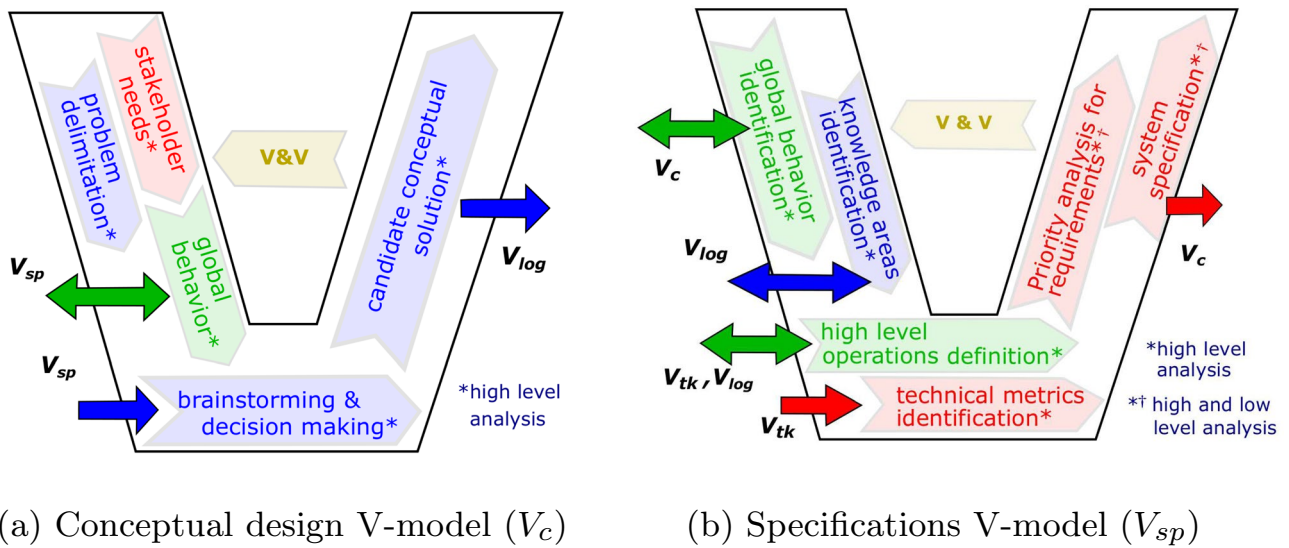 problem
delimitation*
stakeholder
needs*
V&V
global
behavior*
candidate conceptual
solution*
V_sp
V_sp
V_log
brainstorming &
decision making*
*high level
analysis
global behavior
identification*
knowledge areas
identification*
V & V
Priority analysis for
requirements*†
system
specification*†
V_c
V_log
V_c
high level
operations definition*
V_tk, V_log
technical metrics
identification*
V_tk
*high level
analysis
*† high and low
level analysis
a) Conceptual design V-model (V_c)
(b) Specifications V-model (V_sp)